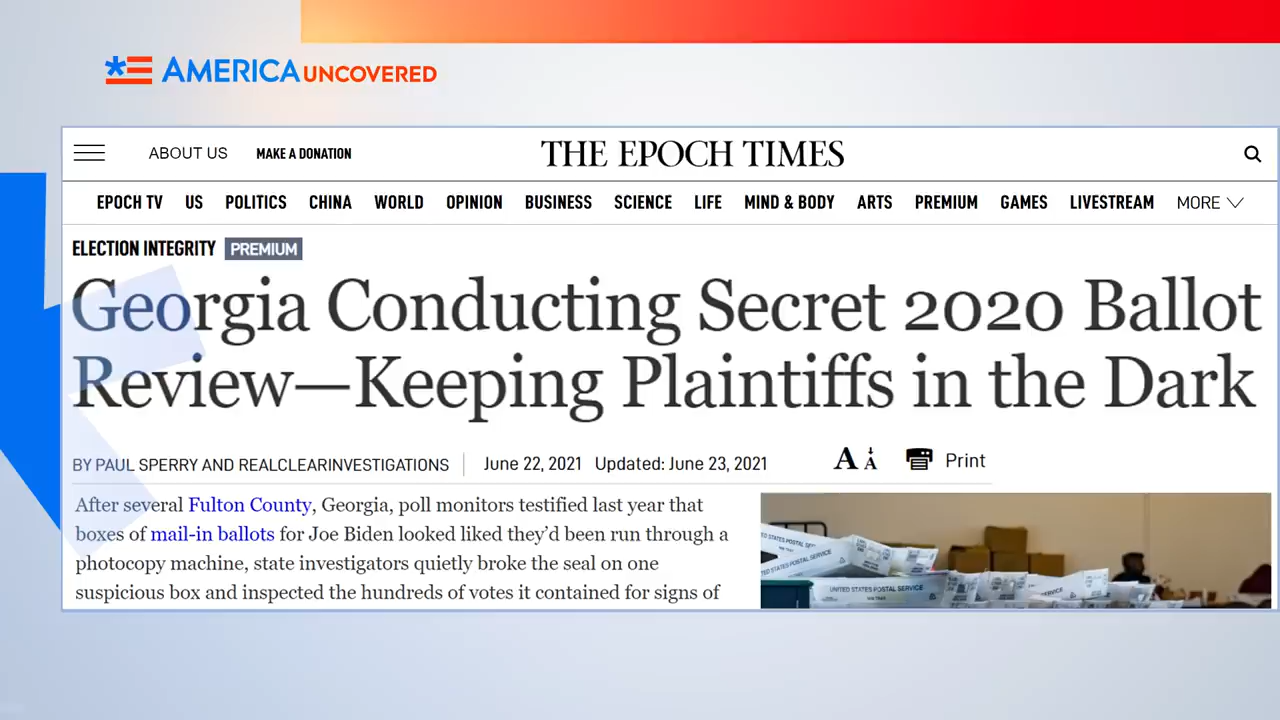 AMERICA UNCOVERED
ABOUT US MAKE A DONATION THE EPOCH TIMES
EPOCH TV US POLITICS CHINA WORLD OPINION BUSINESS SCIENCE LIFE MIND & BODY ARTS PREMIUM GAMES LIVESTREAM MORE
ELECTION INTEGRITY PREMIUM
Georgia Conducting Secret 2020 Ballot
Review—Keeping Plaintiffs in the Dark
BY PAUL SPERRY AND REALCLEARINVESTIGATIONS June 22, 2021 Updated: June 23, 2021 A A Print
After several Fulton County, Georgia, poll monitors testified last year that
boxes of mail-in ballots for Joe Biden looked liked they’d been run through a
photocopy machine, state investigators quietly broke the seal on one
suspicious box and inspected the hundreds of votes it contained for signs of
UNITED STATES POSTAL SERVICE